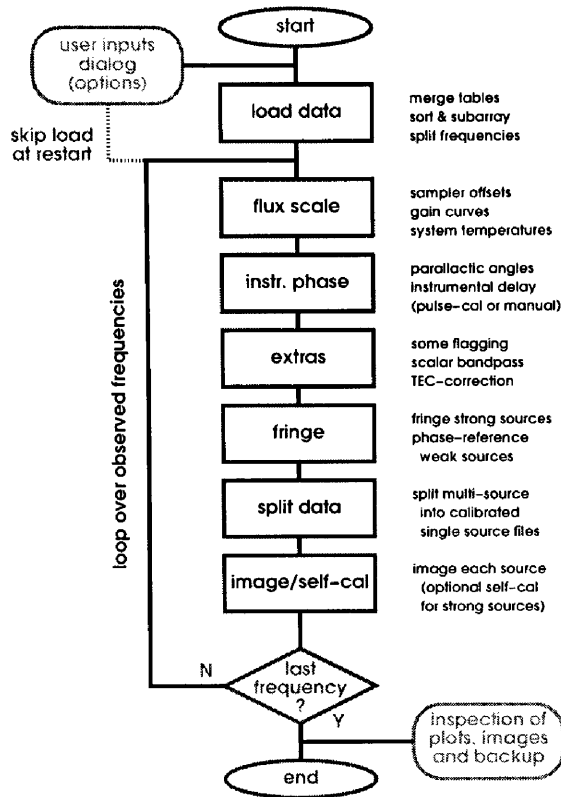 start
user inputs
dialog
(options)
load data
merge tables
sort & subarray
split frequencies
skip load
at restart
flux scale
sampler offsets
gain curves
system temperatures
instr. phase
parallactic angles
instrumental delay
(pulse-cal or manual)
extras
some flagging
scalar bandpass
TEC-correction
loop over observed frequencies
fringe
fringe strong sources
phase-reference
weak sources
split data
split multi-source
into calibrated
single source files
image/self-cal
image each source
(optional self-cal
for strong sources)
N
last
frequency
?
Y
inspection of
plots, images
and backup
end